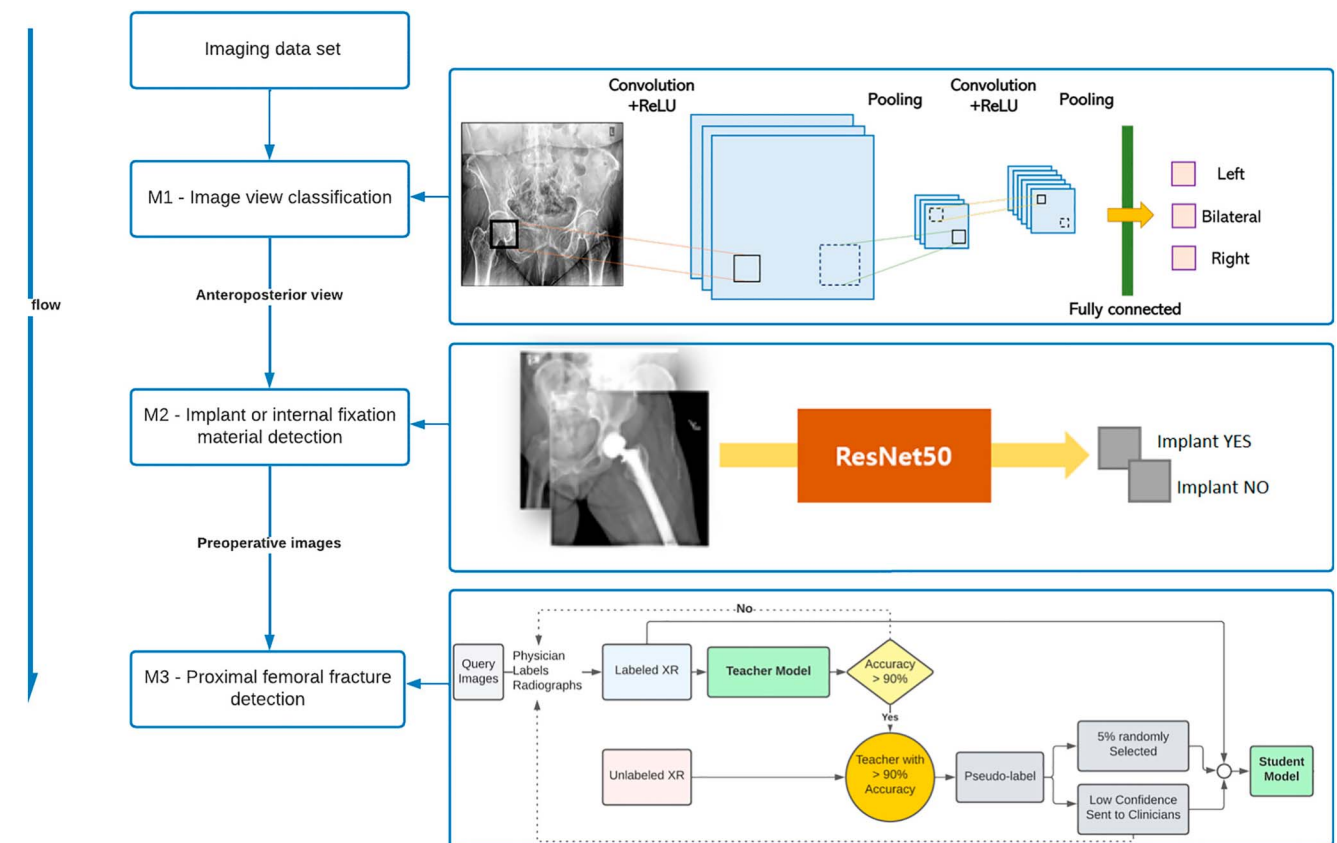 flow
Imaging data set
M1 - Image view classification
Anteroposterior view
M2 - Implant or internal fixation
material detection
Preoperative images
M3 - Proximal femoral fracture
detection
Convolution
+ReLU
Pooling
Convolution
+ReLU
Pooling
Left
Bilateral
Right
Fully connected
ResNet50
Implant YES
Implant NO
No
Query
Images
Physician
Labels
Radiographs
Labeled XR
Teacher Model
Accuracy
> 90%
Yes
Unlabeled XR
Teacher with
> 90%
Accuracy
Pseudo-label
5% randomly
Selected
Low Confidence
Sent to Clinicians
Student
Model